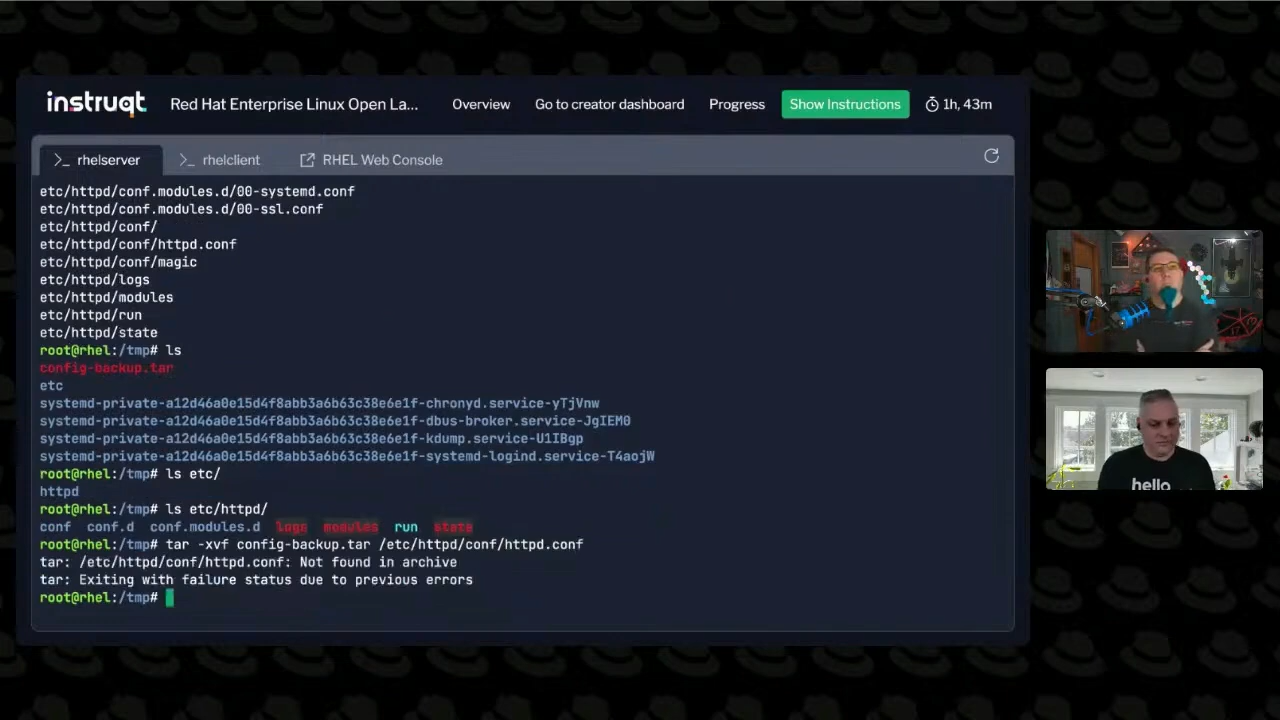 instruqt Red Hat Enterprise Linux Open La... Overview Go to creator dashboard Progress Show Instructions 1h, 43m
>_ rhelserver >_ rhelclient RHEL Web Console
etc/httpd/conf.modules.d/00-systemd.conf
etc/httpd/conf.modules.d/00-ssl.conf
etc/httpd/conf/
etc/httpd/conf/httpd.conf
etc/httpd/conf/magic
etc/httpd/logs
etc/httpd/modules
etc/httpd/run
etc/httpd/state
root@rhel:/tmp# ls
config-backup.tar
etc
systemd-private-a12d46a0e15d4f8abb3a6b63c38e6e1f-chronyd.service-yTjVnw
systemd-private-a12d46a0e15d4f8abb3a6b63c38e6e1f-dbus-broker.service-JgIEM0
systemd-private-a12d46a0e15d4f8abb3a6b63c38e6e1f-kdump.service-U1IBgp
systemd-private-a12d46a0e15d4f8abb3a6b63c38e6e1f-systemd-logind.service-T4aojW
root@rhel:/tmp# ls etc/
httpd
root@rhel:/tmp# ls etc/httpd/
conf conf.d conf.modules.d logs modules run state
root@rhel:/tmp# tar -xvf config-backup.tar /etc/httpd/conf/httpd.conf
tar: /etc/httpd/conf/httpd.conf: Not found in archive
tar: Exiting with failure status due to previous errors
root@rhel:/tmp#
hello